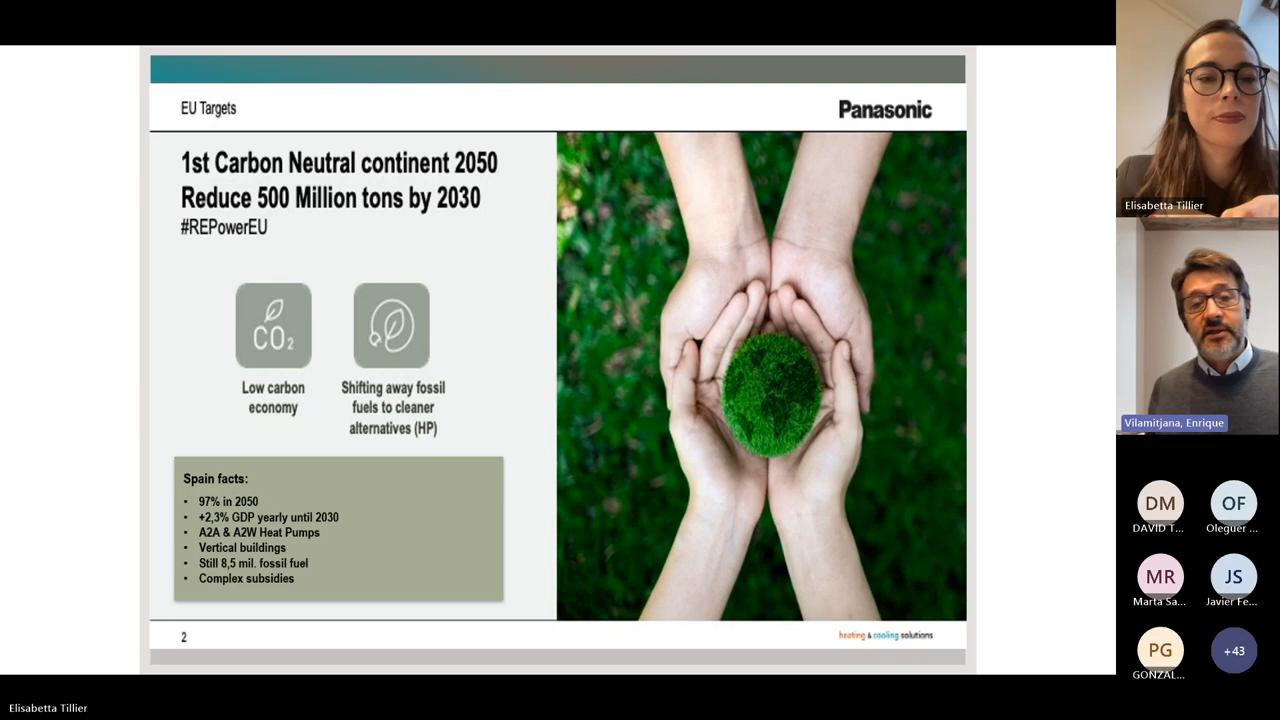 EU Targets
Panasonic
1st Carbon Neutral continent 2050
Reduce 500 Million tons by 2030
#REPowerEU
CO₂
Low carbon
economy
Shifting away fossil
fuels to cleaner
alternatives (HP)
Spain facts:
• 97% in 2050
• +2,3% GDP yearly until 2030
• A2A & A2W Heat Pumps
• Vertical buildings
• Still 8,5 mil. fossil fuel
• Complex subsidies
2
heating & cooling solutions
Elisabetta Tillier
Vilamitjana, Enrique
DM
DAVID T...
OF
Oleguer ...
MR
Marta Sa...
JS
Javier Fe...
PG
GONZAL...
+43
Elisabetta Tillier